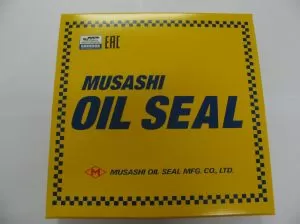 EAC
MUSASHI
OIL SEAL
M
MUSASHI OIL SEAL MFG. CO., LTD.